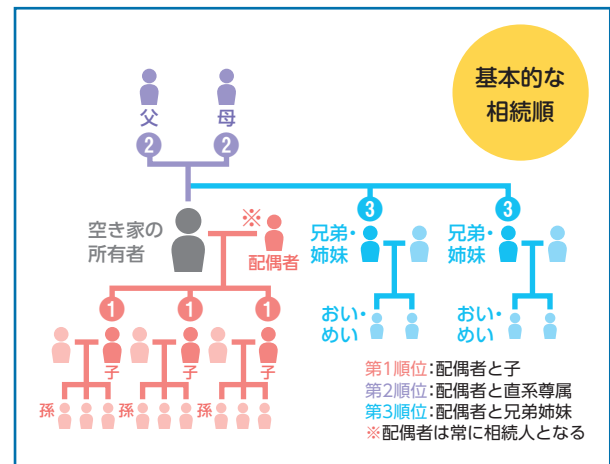 基本的な
相続順
父
母
2
2
空き家の
所有者
※
配偶者
3
兄弟・
姉妹
3
兄弟・
姉妹
1
1
1
おい・
めい
おい・
めい
子
子
子
孫
孫
孫
第1順位:配偶者と子
第2順位:配偶者と直系尊属
第3順位:配偶者と兄弟姉妹
※配偶者は常に相続人となる